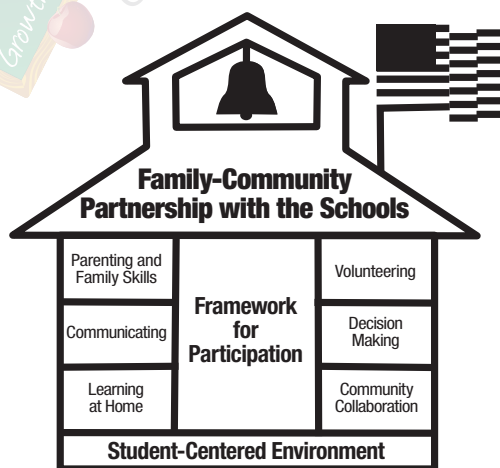 Growth
Family-Community
Partnership with the Schools
Parenting and
Family Skills
Communicating
Learning
at Home
Framework
for
Participation
Volunteering
Decision
Making
Community
Collaboration
Student-Centered Environment